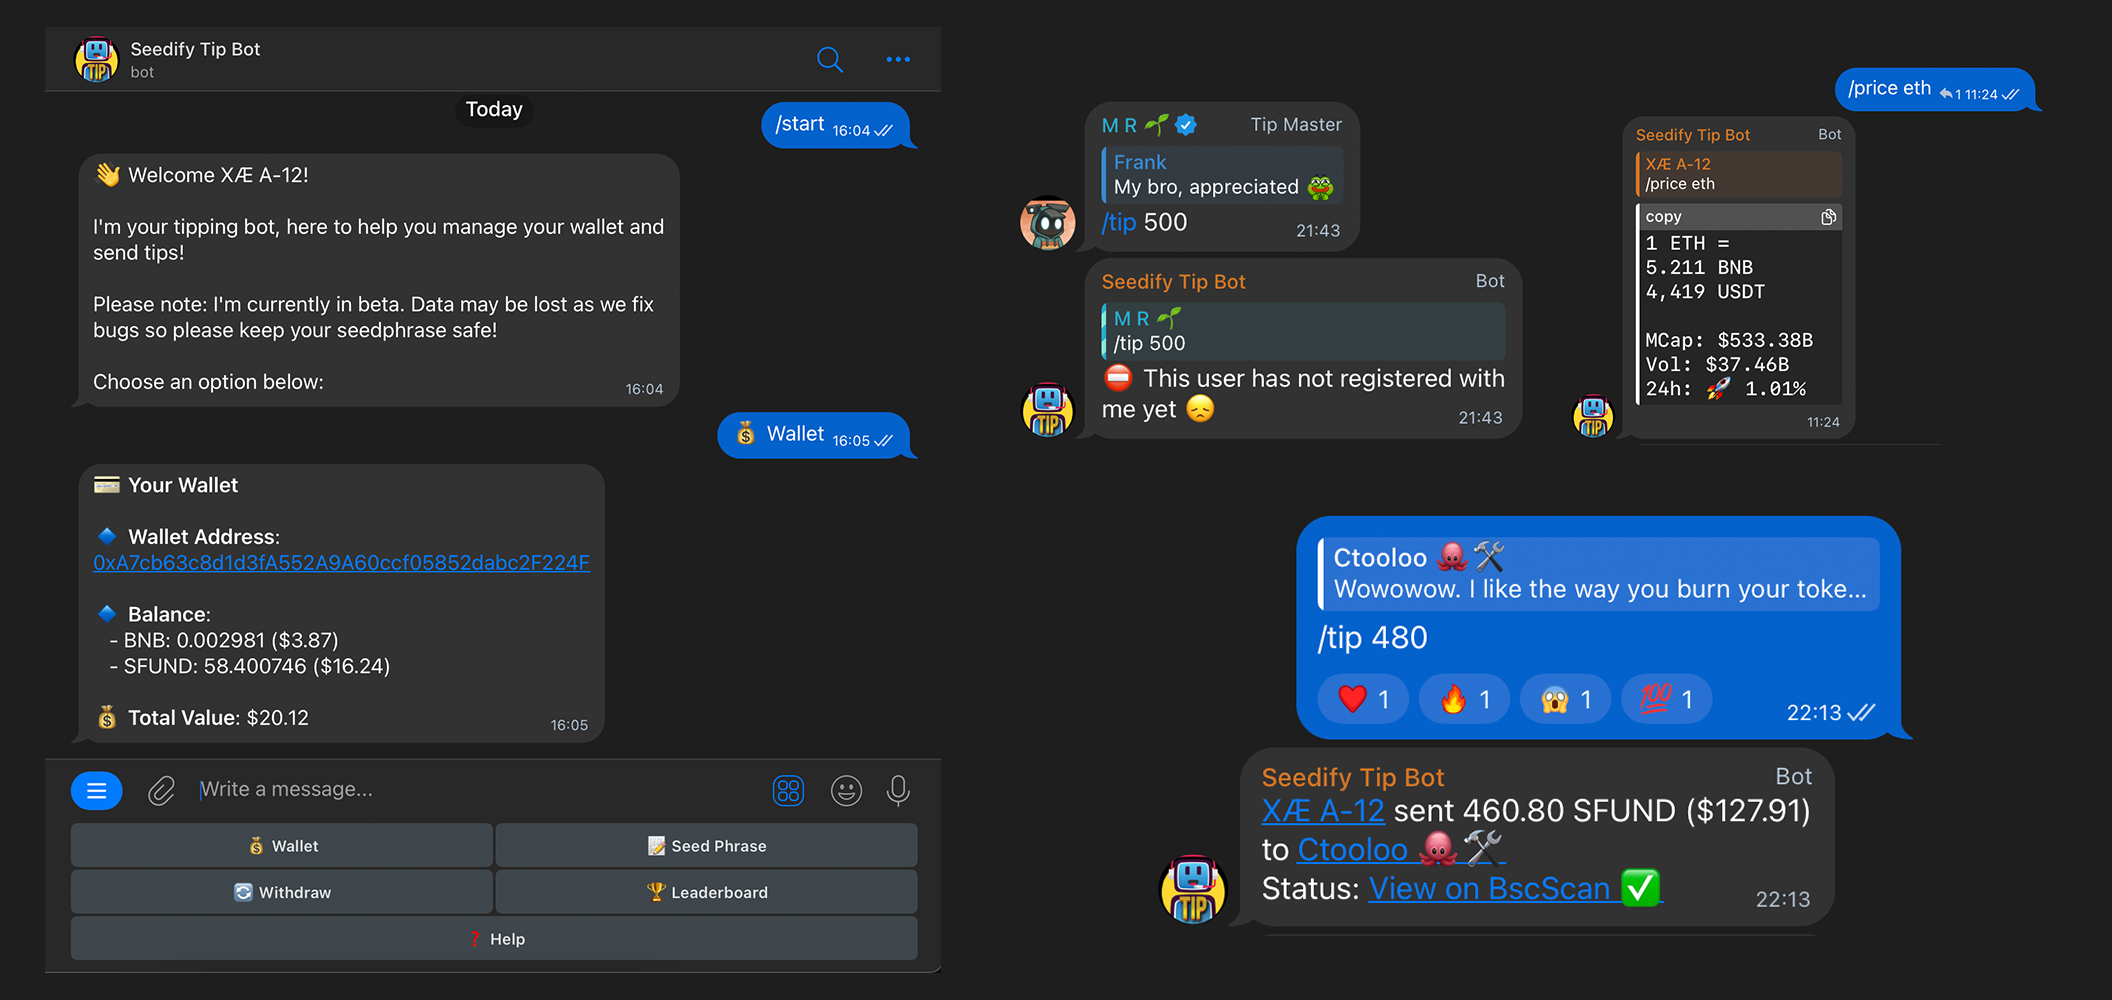 Seedify Tip Bot
bot
Today
/start 16:04
👋 Welcome XÆ A-12!
I'm your tipping bot, here to help you manage your wallet and
send tips!
Please note: I'm currently in beta. Data may be lost as we fix
bugs so please keep your seedphrase safe!
Choose an option below:
16:04
💰 Wallet 16:05
💳 Your Wallet
🔹 Wallet Address:
0xA7cb63c8d1d3fA552A9A60ccf05852dabc2F224F
🔹 Balance:
- BNB: 0.002981 ($3.87)
- SFUND: 58.400746 ($16.24)
💰 Total Value: $20.12
16:05
Write a message...
💰 Wallet
📝 Seed Phrase
🔄 Withdraw
🏆 Leaderboard
❓ Help
TIP
M R 🌱 Tip Master
Frank
My bro, appreciated 🐸
/tip 500
21:43
Seedify Tip Bot Bot
M R 🌱
/tip 500
⛔ This user has not registered with
me yet 😞
21:43
TIP
/price eth 1 11:24
Seedify Tip Bot Bot
XÆ A-12
/price eth
copy
1 ETH =
5.211 BNB
4,419 USDT
MCap: $533.38B
Vol: $37.46B
24h: 🚀 1.01%
11:24
TIP
Ctooloo 🐙🛠️
Wowowow. I like the way you burn your toke...
/tip 480
❤️ 1 🔥 1 😱 1 💯 1
22:13
Seedify Tip Bot Bot
XÆ A-12 sent 460.80 SFUND ($127.91)
to Ctooloo 🐙🛠️
Status: View on BscScan ✅
22:13
TIP